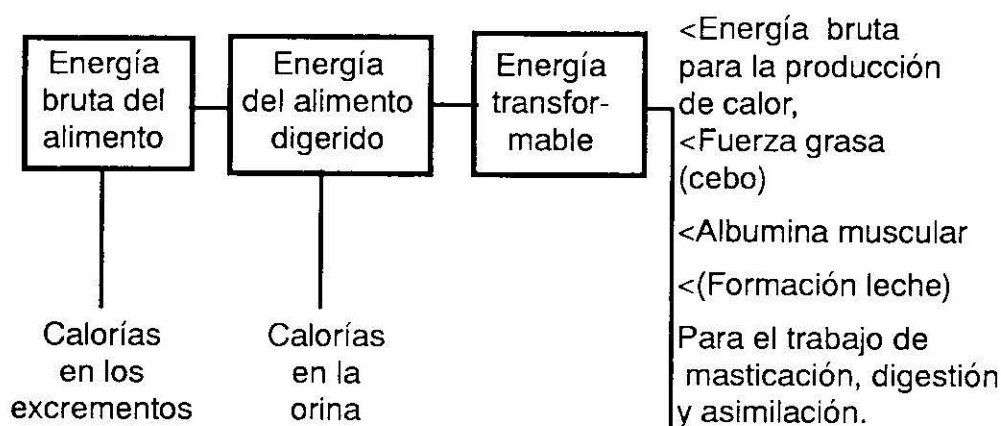 Energía
bruta del
alimento
Energía
del alimento
digerido
Energía
transfor-
mable
<Energía bruta
para la producción
de calor,
<Fuerza grasa
(cebo)
<Albumina muscular
<(Formación leche)
Para el trabajo de
masticación, digestión
y asimilación.
Calorías
en los
excrementos
Calorías
en la
orina